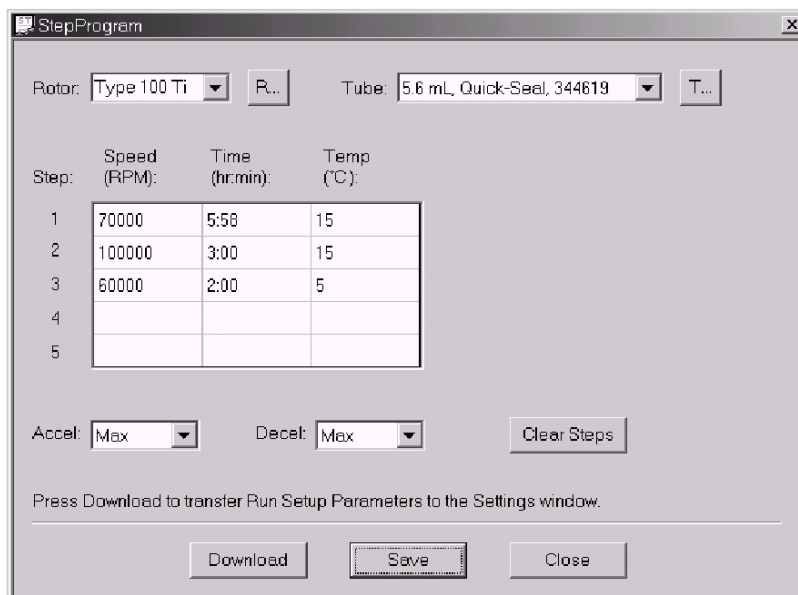 StepProgram
Rotor: Type 100 Ti R... Tube: 5.6 mL, Quick-Seal, 344619 T...
Step: Speed (RPM): Time (hr:min): Temp (°C):
1 70000 5:58 15
2 100000 3:00 15
3 60000 2:00 5
4
5
Accel: Max Decel: Max Clear Steps
Press Download to transfer Run Setup Parameters to the Settings window.
Download Save Close